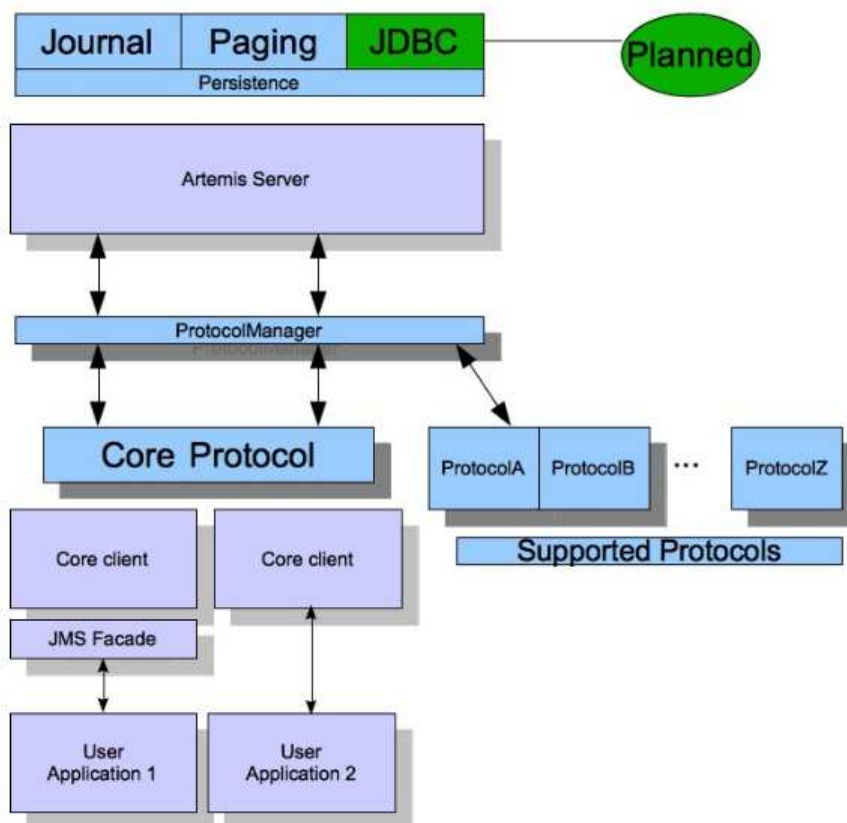 Journal Paging JDBC Planned
Persistence
Artemis Server
ProtocolManager
ProtocolManager
Core Protocol
ProtocolA ProtocolB ... ProtocolZ
Supported Protocols
Core client
Core client
JMS Facade
User
Application 1
User
Application 2